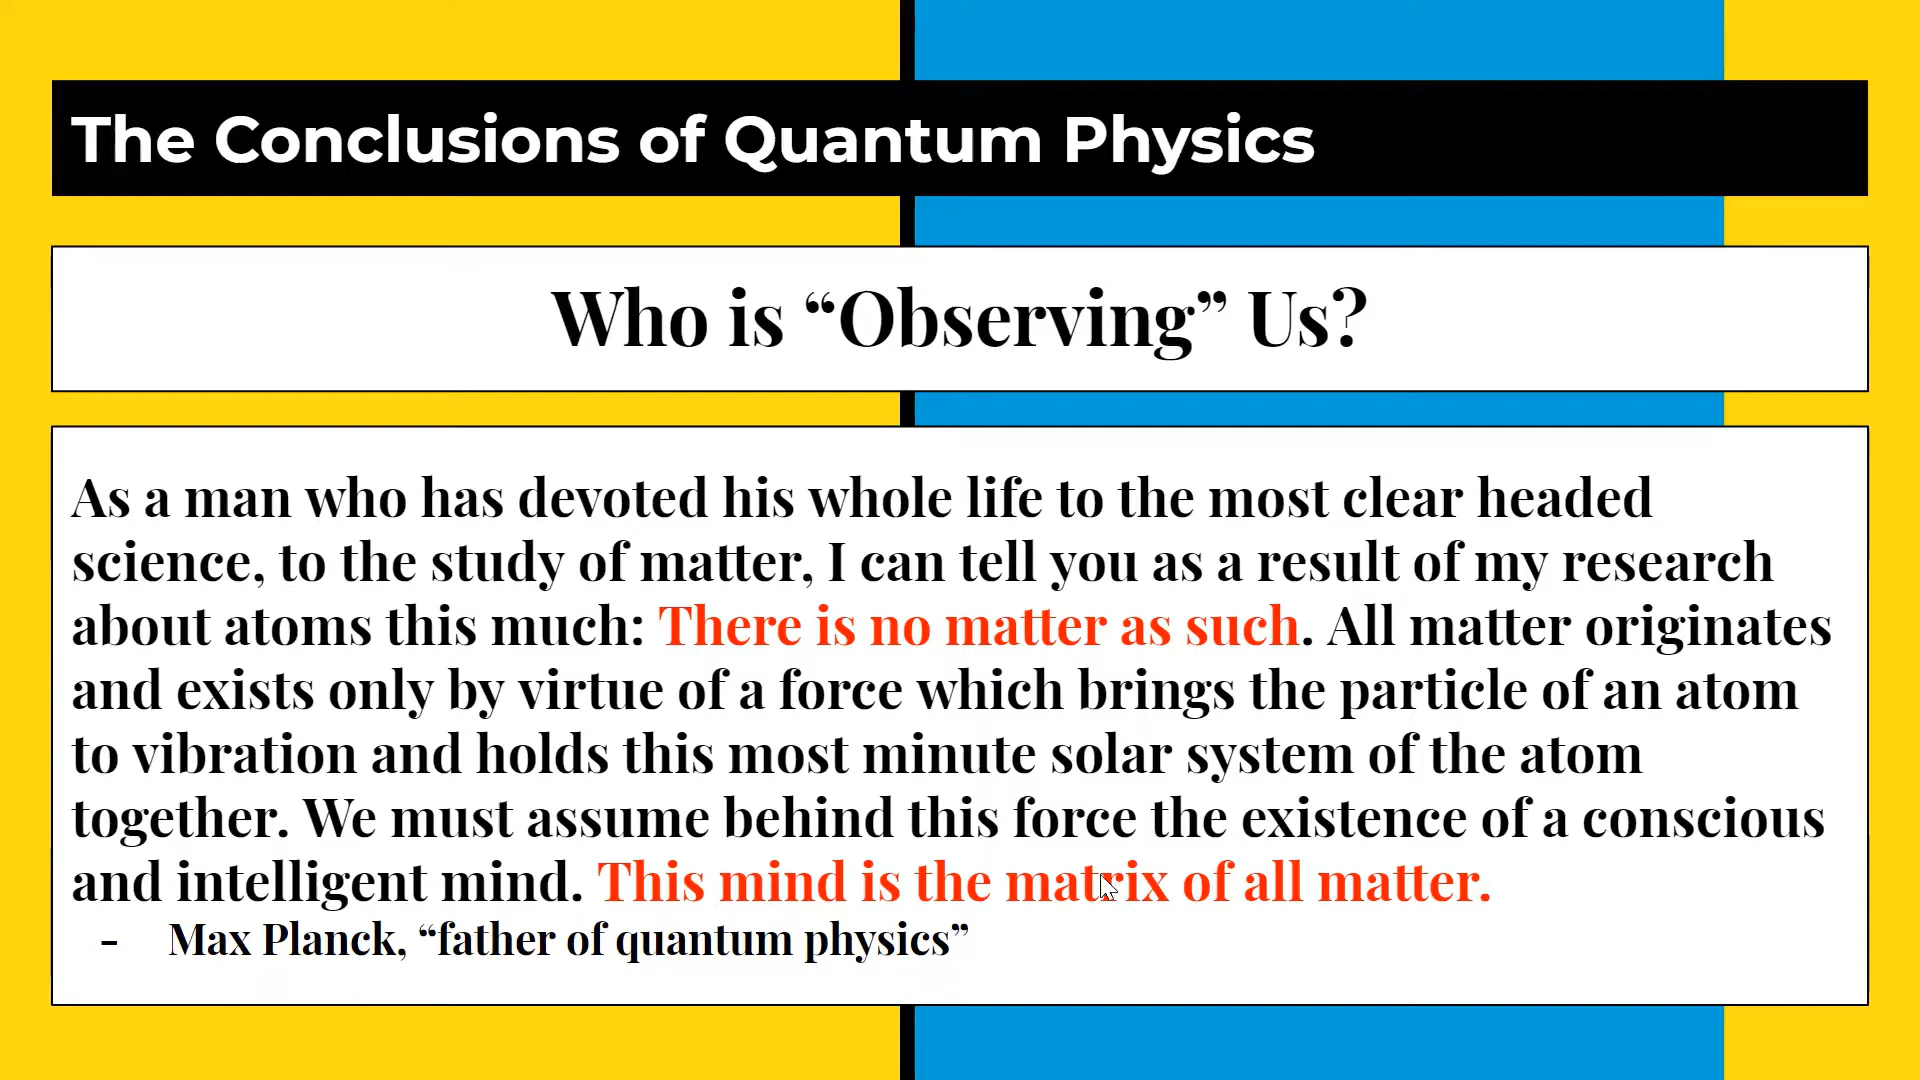 The Conclusions of Quantum Physics
Who is “Observing” Us?
As a man who has devoted his whole life to the most clear headed
science, to the study of matter, I can tell you as a result of my research
about atoms this much: There is no matter as such. All matter originates
and exists only by virtue of a force which brings the particle of an atom
to vibration and holds this most minute solar system of the atom
together. We must assume behind this force the existence of a conscious
and intelligent mind. This mind is the matrix of all matter.
- Max Planck, “father of quantum physics”